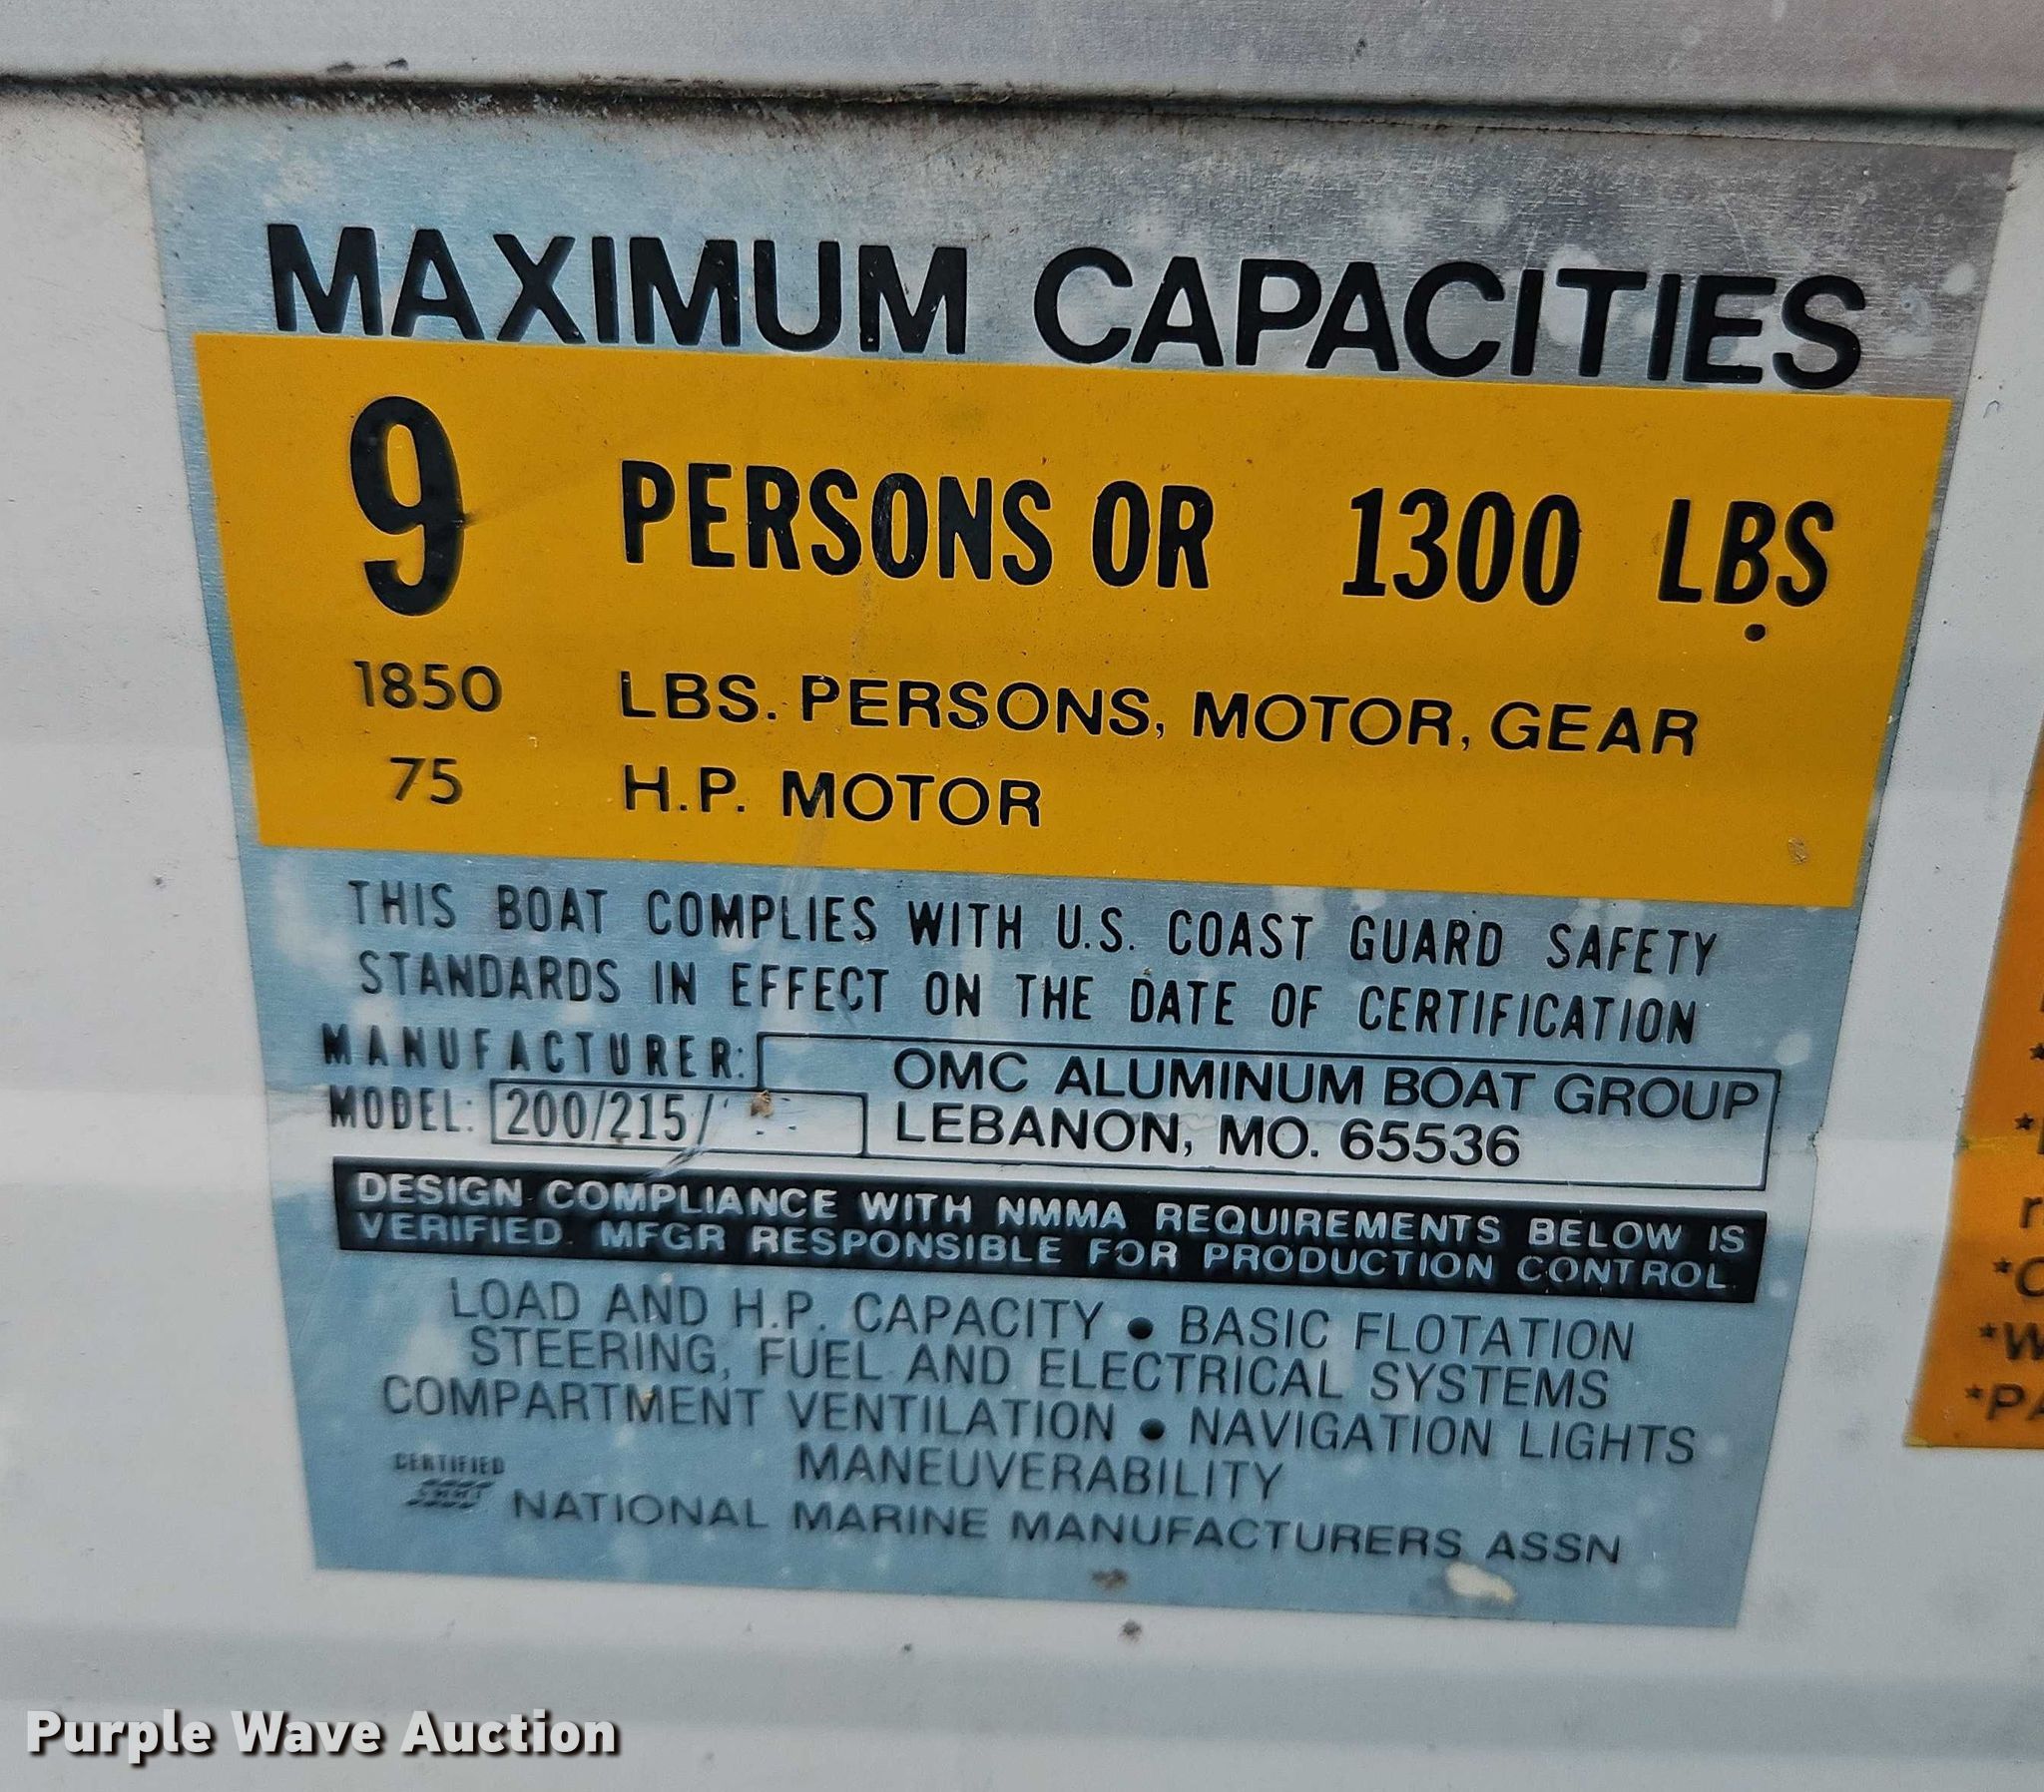 MAXIMUM CAPACITIES
9 PERSONS OR 1300 LBS.
1850 LBS. PERSONS, MOTOR, GEAR
75 H.P. MOTOR
THIS BOAT COMPLIES WITH U.S. COAST GUARD SAFETY
STANDARDS IN EFFECT ON THE DATE OF CERTIFICATION
MANUFACTURER: OMC ALUMINUM BOAT GROUP
MODEL: 200/215/ LEBANON, MO. 65536
DESIGN COMPLIANCE WITH NMMA REQUIREMENTS BELOW IS
VERIFIED. MFGR RESPONSIBLE FOR PRODUCTION CONTROL.
LOAD AND H.P. CAPACITY • BASIC FLOTATION
STEERING, FUEL AND ELECTRICAL SYSTEMS
COMPARTMENT VENTILATION • NAVIGATION LIGHTS
MANEUVERABILITY
CERTIFIED
NATIONAL MARINE MANUFACTURERS ASSN
Purple Wave Auction